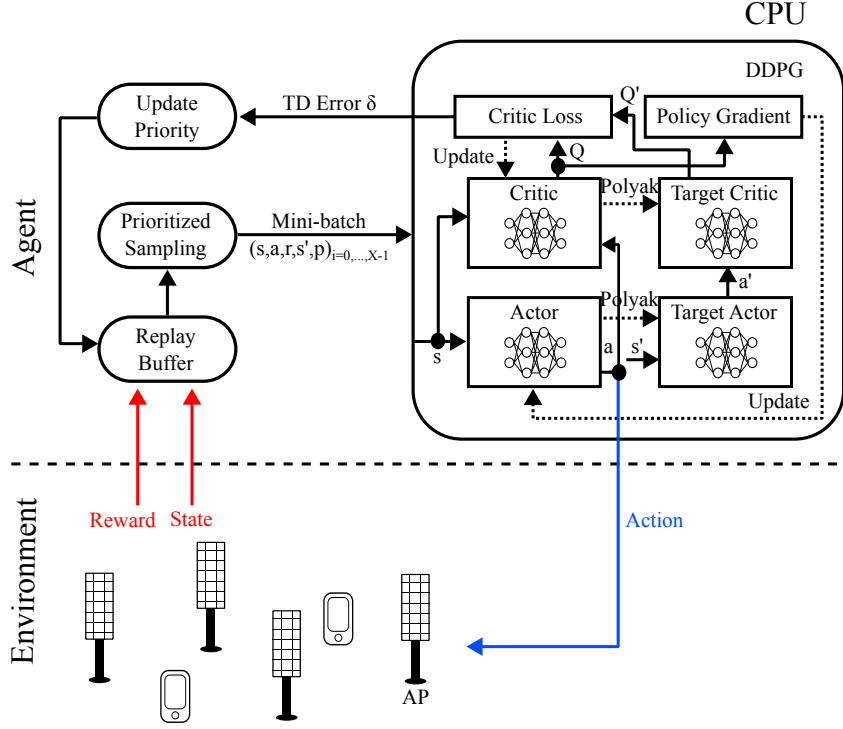 CPU
DDPG
Update
Priority
TD Error δ
Critic Loss
Q'
Policy Gradient
Update
Q
Agent
Prioritized
Sampling
Mini-batch
(s,a,r,s',p)i=0,...,X-1
Critic
Polyak
Target Critic
a'
Replay
Buffer
s
Actor
Polyak
Target Actor
a
s'
Update
Reward
State
Action
Environment
AP